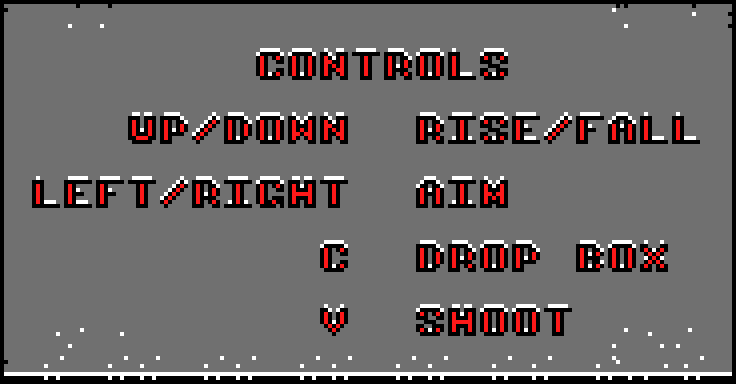 CONTROLS
UP/DOWN RISE/FALL
LEFT/RIGHT AIM
C DROP BOX
V SHOOT